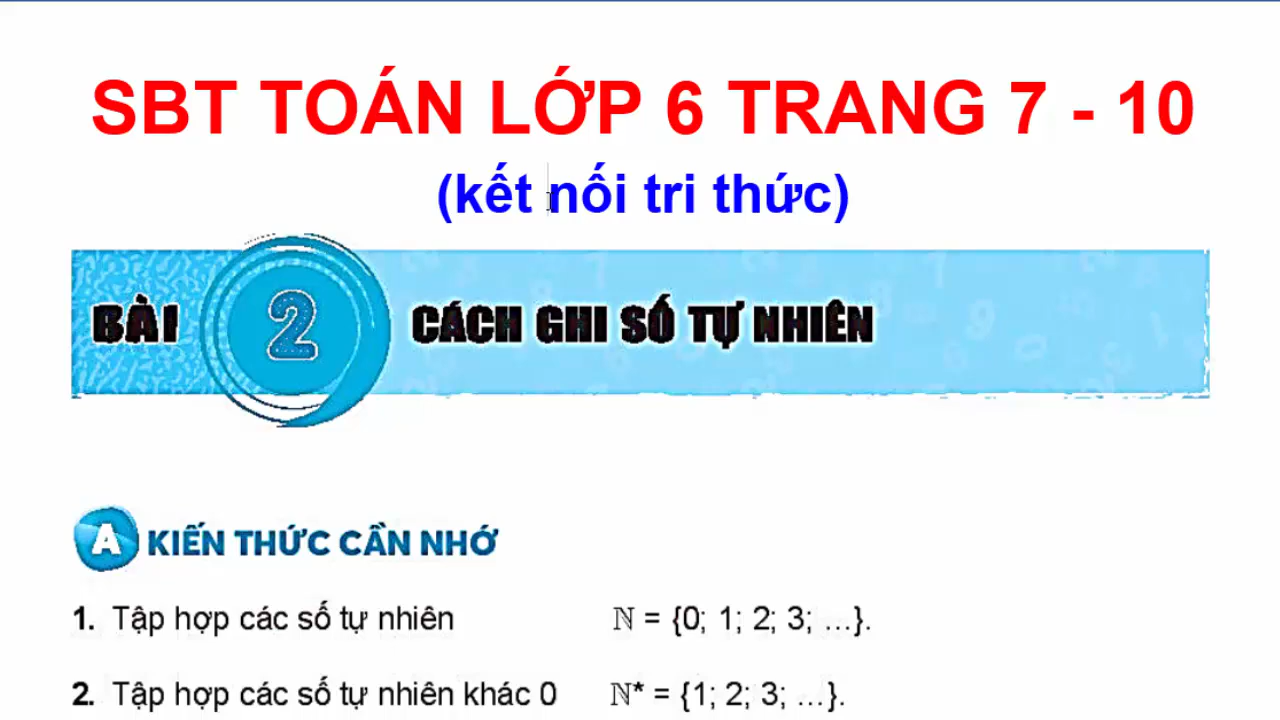 SBT TOÁN LỚP 6 TRANG 7 - 10
(kết nối tri thức)
BÀI 2 CÁCH GHI SỐ TỰ NHIÊN
A KIẾN THỨC CẦN NHỚ
1. Tập hợp các số tự nhiên ℕ = {0; 1; 2; 3; ...}.
2. Tập hợp các số tự nhiên khác 0 ℕ* = {1; 2; 3; ...}.